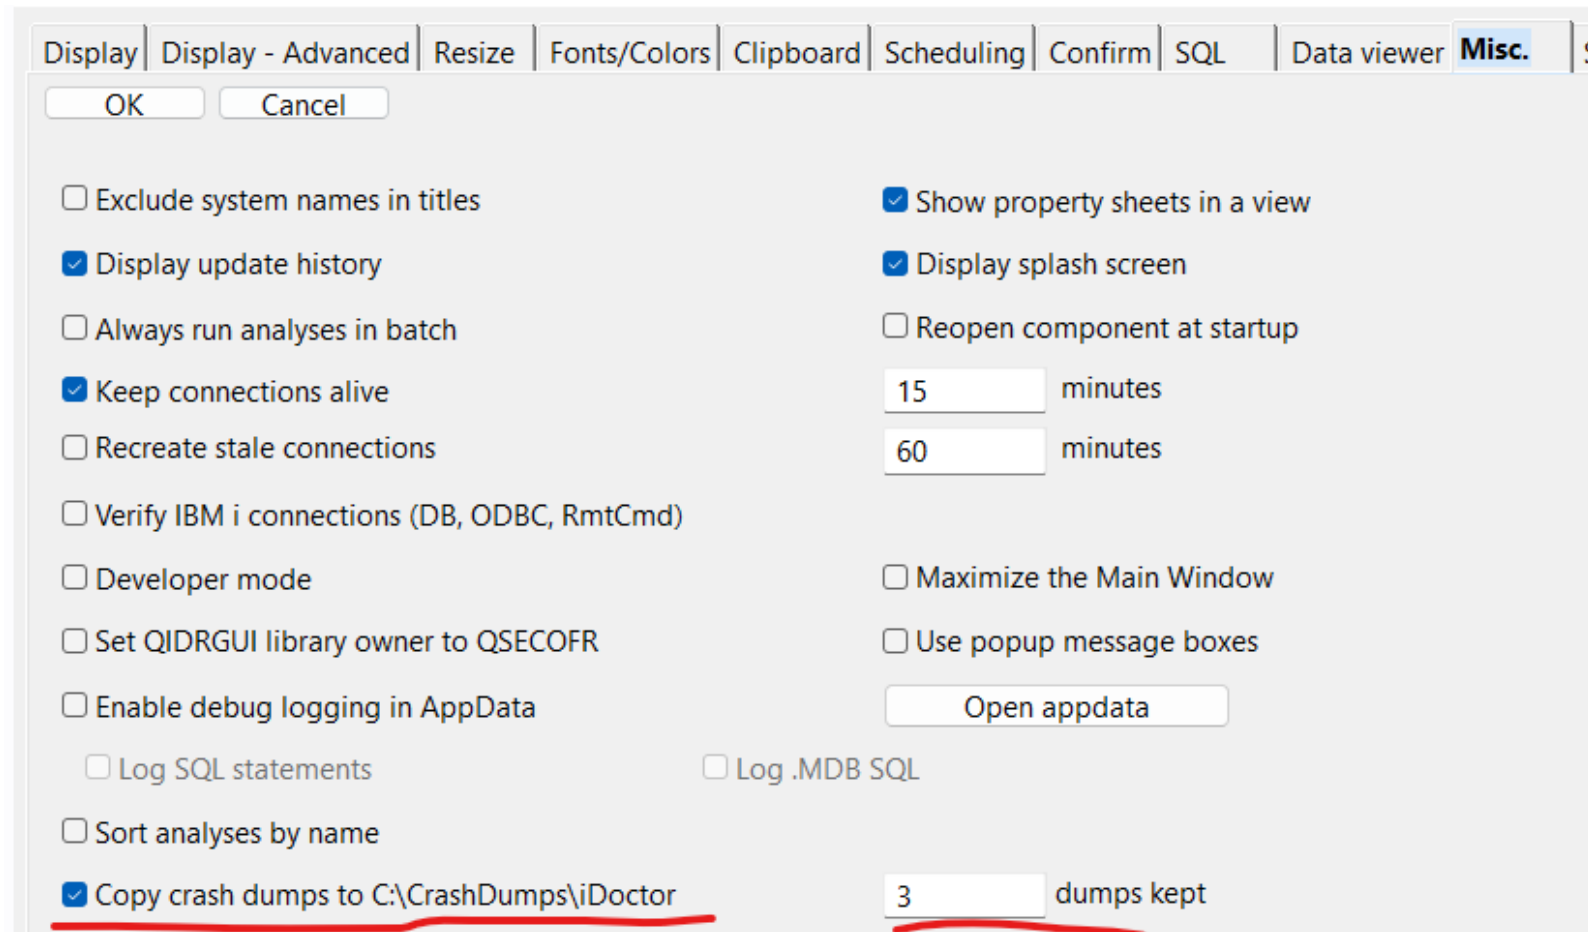 Display Display - Advanced Resize Fonts/Colors Clipboard Scheduling Confirm SQL Data viewer Misc.
OK Cancel
Exclude system names in titles Show property sheets in a view
Display update history Display splash screen
Always run analyses in batch Reopen component at startup
Keep connections alive 15 minutes
Recreate stale connections 60 minutes
Verify IBM i connections (DB, ODBC, RmtCmd)
Developer mode Maximize the Main Window
Set QIDRGUI library owner to QSECOFR Use popup message boxes
Enable debug logging in AppData Open appdata
Log SQL statements Log .MDB SQL
Sort analyses by name
Copy crash dumps to C:\CrashDumps\iDoctor 3 dumps kept